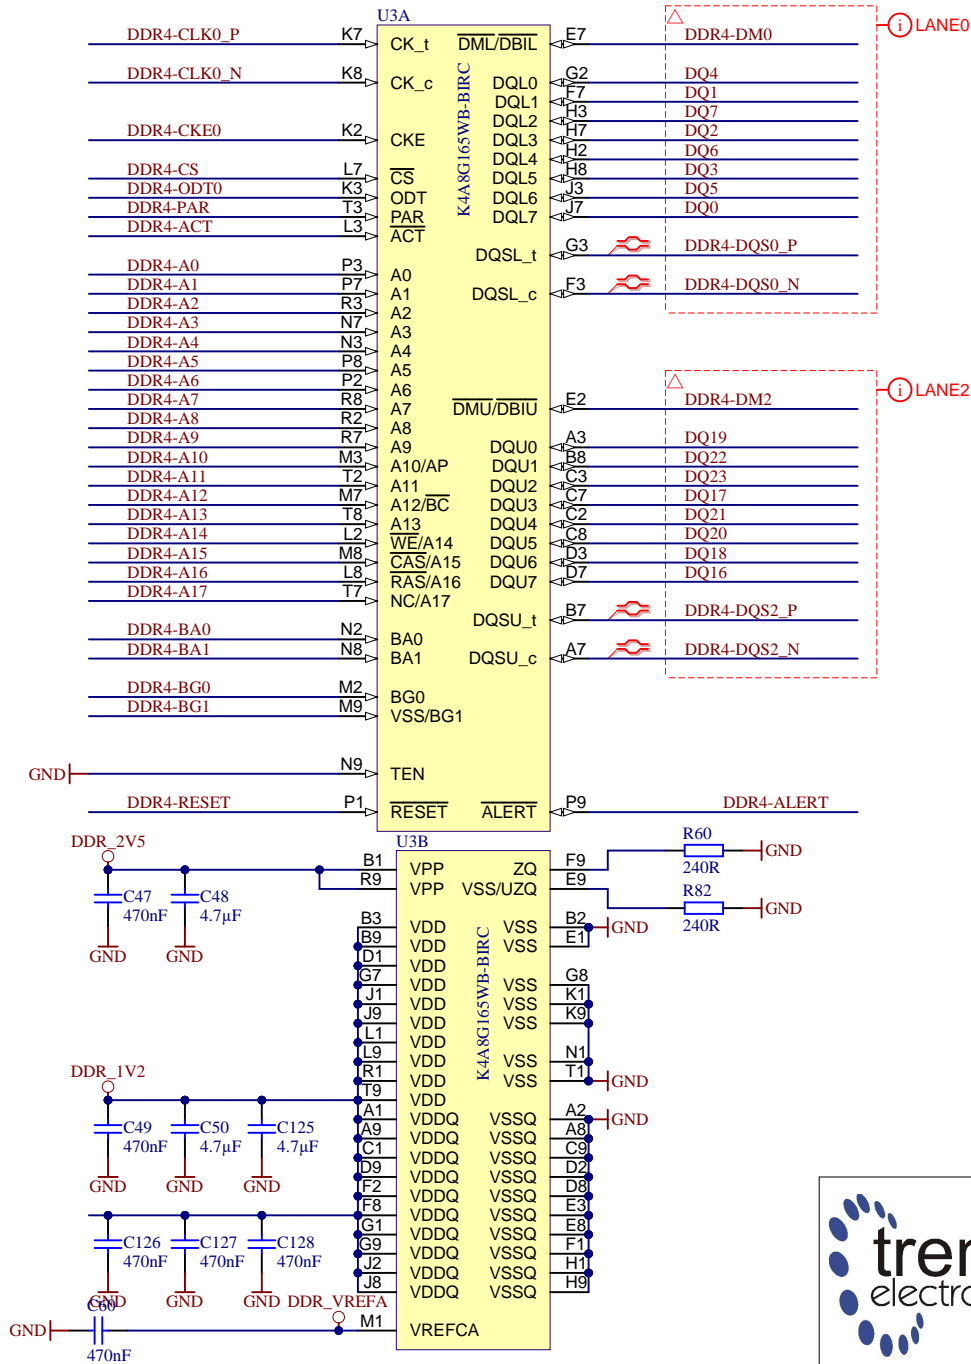 U3A
DDR4-CLK0_P K7 CK_t DML/DBIL E7 DDR4-DM0
LANE0
DDR4-CLK0_N K8 CK_c DQL0 G2 DQ4
DQL1 F7 DQ1
DQL2 H3 DQ7
DDR4-CKE0 K2 CKE DQL3 H7 DQ2
DQL4 H2 DQ6
DDR4-CS L7 CS DQL5 H8 DQ3
DDR4-ODT0 K3 ODT DQL6 J3 DQ5
DDR4-PAR T3 PAR DQL7 J7 DQ0
DDR4-ACT L3 ACT
K4A8G165WB-BIRC
DQSL_t G3 DDR4-DQS0_P
DDR4-A0 P3 A0
DDR4-A1 P7 A1 DQSL_c F3 DDR4-DQS0_N
DDR4-A2 R3 A2
DDR4-A3 N7 A3
DDR4-A4 N3 A4
DDR4-A5 P8 A5
DDR4-A6 P2 A6
LANE2
DDR4-A7 R8 A7 DMU/DBIU E2 DDR4-DM2
DDR4-A8 R2 A8
DDR4-A9 R7 A9 DQU0 A3 DQ19
DDR4-A10 M3 A10/AP DQU1 B8 DQ22
DDR4-A11 T2 A11 DQU2 C3 DQ23
DDR4-A12 M7 A12/BC DQU3 C7 DQ17
DDR4-A13 T8 A13 DQU4 C2 DQ21
DDR4-A14 L2 WE/A14 DQU5 C8 DQ20
DDR4-A15 M8 CAS/A15 DQU6 D3 DQ18
DDR4-A16 L8 RAS/A16 DQU7 D7 DQ16
DDR4-A17 T7 NC/A17
DQSU_t B7 DDR4-DQS2_P
DDR4-BA0 N2 BA0
DDR4-BA1 N8 BA1 DQSU_c A7 DDR4-DQS2_N
DDR4-BG0 M2 BG0
DDR4-BG1 M9 VSS/BG1
GND N9 TEN
DDR4-RESET P1 RESET ALERT P9 DDR4-ALERT
U3B
DDR_2V5
B1 VPP ZQ F9 R60 240R GND
R9 VPP VSS/UZQ E9 R82 240R GND
C47 470nF GND
C48 4.7µF GND
K4A8G165WB-BIRC
B3 VDD VSS B2 GND
B9 VDD VSS E1
D1 VDD
G7 VDD VSS G8
J1 VDD VSS K1
J9 VDD VSS K9
L1 VDD
L9 VDD VSS N1
R1 VDD VSS T1 GND
DDR_1V2
T9 VDD
A1 VDDQ VSSQ A2 GND
A9 VDDQ VSSQ A8
C1 VDDQ VSSQ C9
D9 VDDQ VSSQ D2
F2 VDDQ VSSQ D8
F8 VDDQ VSSQ E3
G1 VDDQ VSSQ E8
G9 VDDQ VSSQ F1
J2 VDDQ VSSQ H1
J8 VDDQ VSSQ H9
C49 470nF GND
C50 4.7µF GND
C125 4.7µF GND
C126 470nF GND
C127 470nF GND
C128 470nF GND
DDR_VREFA
GND C60 470nF M1 VREFCA
tren
electro